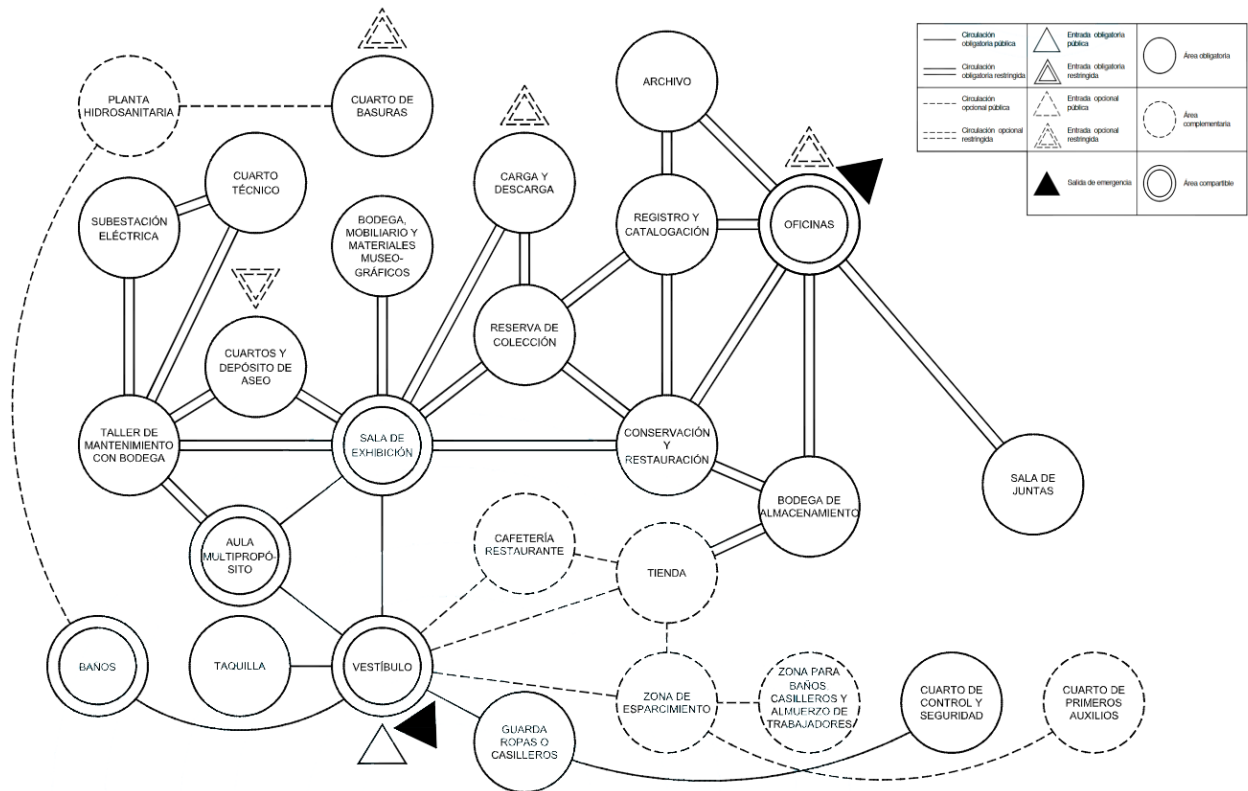 PLANTA
HIDROSANITARIA
CUARTO DE
BASURAS
ARCHIVO
CUARTO
TÉCNICO
CARGA Y
DESCARGA
SUBESTACIÓN
ELÉCTRICA
BODEGA,
MOBILIARIO Y
MATERIALES
MUSEO-
GRÁFICOS
REGISTRO Y
CATALOGACIÓN
OFICINAS
CUARTOS Y
DEPÓSITO DE
ASEO
RESERVA DE
COLECCIÓN
TALLER DE
MANTENIMIENTO
CON BODEGA
SALA DE
EXHIBICIÓN
CONSERVACIÓN
Y
RESTAURACIÓN
BODEGA DE
ALMACENAMIENTO
SALA DE
JUNTAS
AULA
MULTIPROPÓ-
SITO
CAFETERÍA
RESTAURANTE
TIENDA
BAÑOS
TAQUILLA
VESTÍBULO
GUARDA
ROPAS O
CASILLEROS
ZONA DE
ESPARCIMIENTO
ZONA PARA
BAÑOS
CASILLEROS Y
ALMUERZO DE
TRABAJADORES
CUARTO DE
CONTROL Y
SEGURIDAD
CUARTO DE
PRIMEROS
AUXILIOS
Circulación
obligatoria pública
Entrada obligatoria
pública
Área obligatoria
Circulación
obligatoria restringida
Entrada obligatoria
restringida
Circulación
opcional pública
Entrada opcional
pública
Área
complementaria
Circulación opcional
restringida
Entrada opcional
restringida
Salida de emergencia
Área compartible